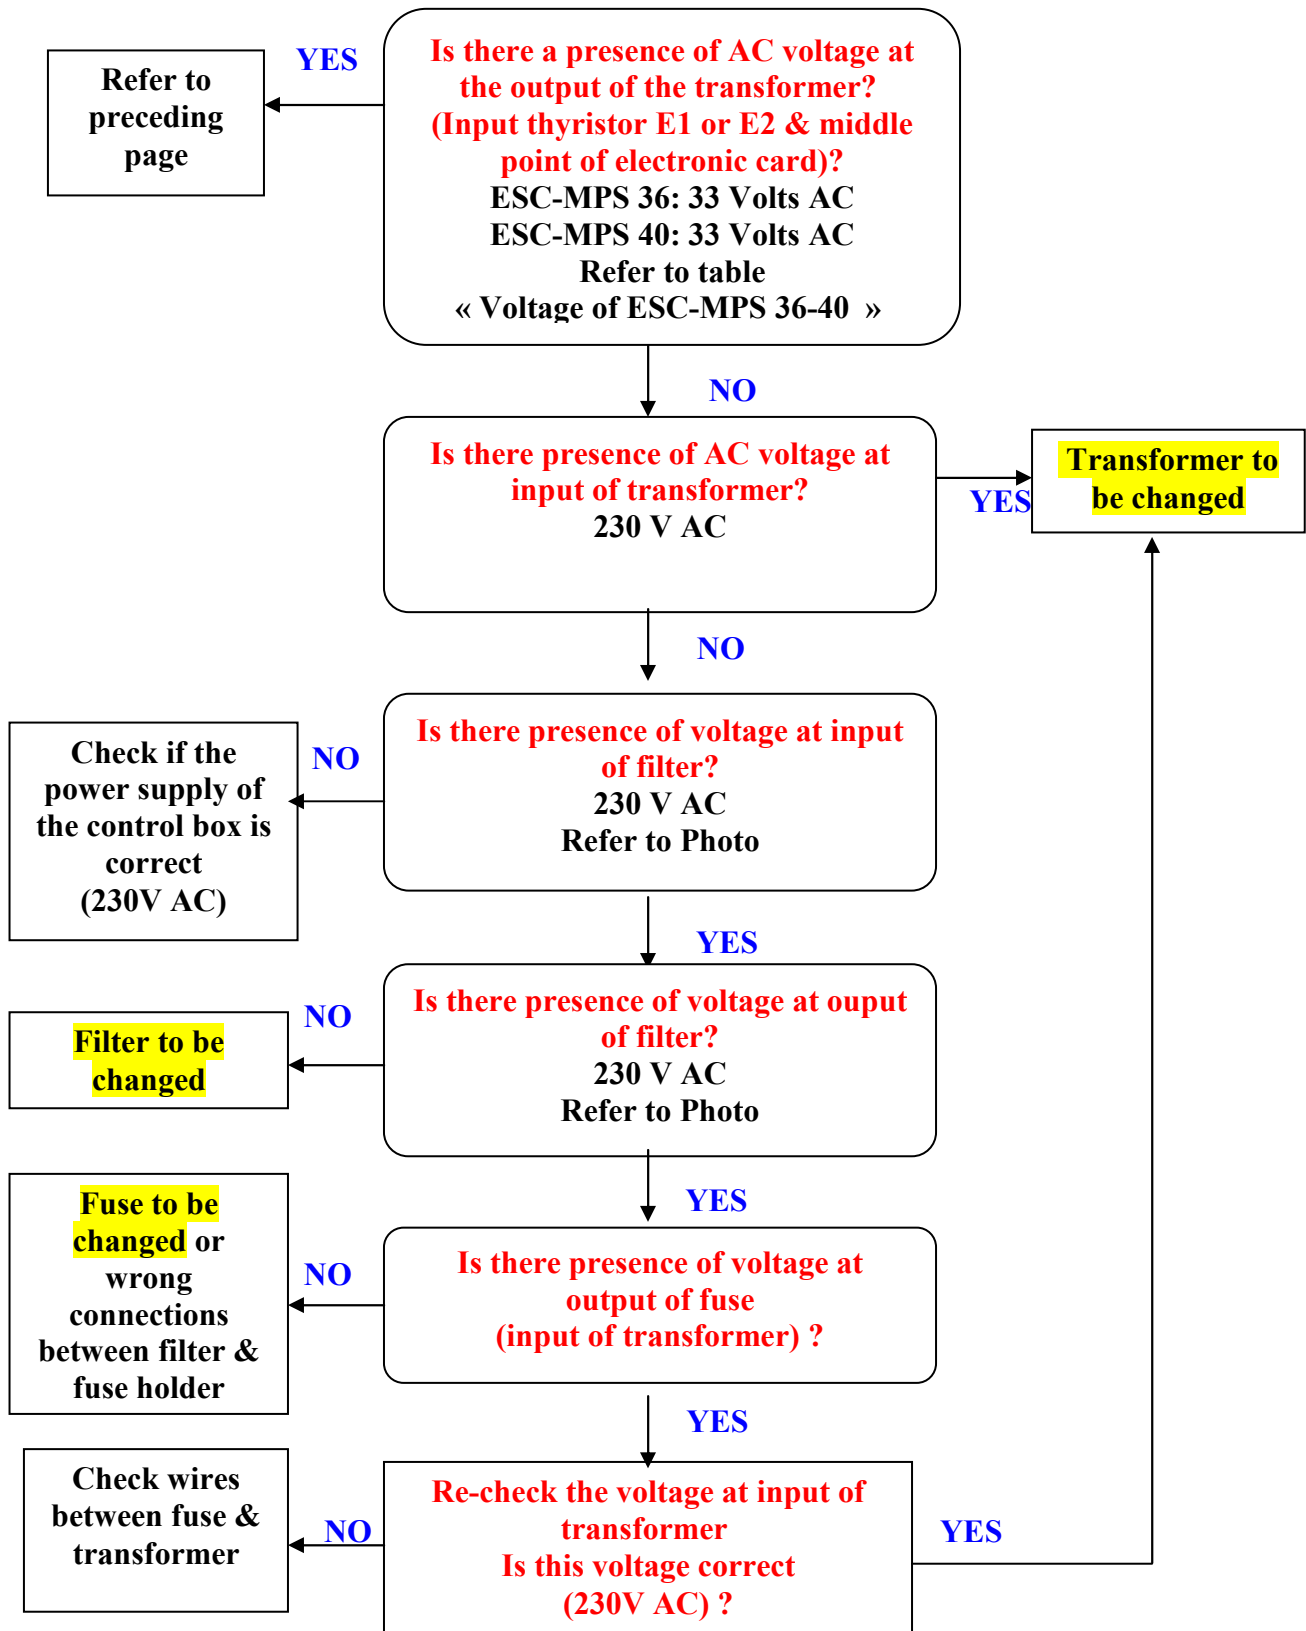 YES
Refer to
preceding
page
Is there a presence of AC voltage at
the output of the transformer?
(Input thyristor E1 or E2 & middle
point of electronic card)?
ESC-MPS 36: 33 Volts AC
ESC-MPS 40: 33 Volts AC
Refer to table
« Voltage of ESC-MPS 36-40 »
NO
Is there presence of AC voltage at
input of transformer?
230 V AC
YES
Transformer to
be changed
NO
Is there presence of voltage at input
of filter?
230 V AC
Refer to Photo
NO
Check if the
power supply of
the control box is
correct
(230V AC)
YES
Is there presence of voltage at ouput
of filter?
230 V AC
Refer to Photo
NO
Filter to be
changed
YES
Is there presence of voltage at
output of fuse
(input of transformer) ?
NO
Fuse to be
changed or
wrong
connections
between filter &
fuse holder
YES
Re-check the voltage at input of
transformer
Is this voltage correct
(230V AC) ?
NO
Check wires
between fuse &
transformer
YES